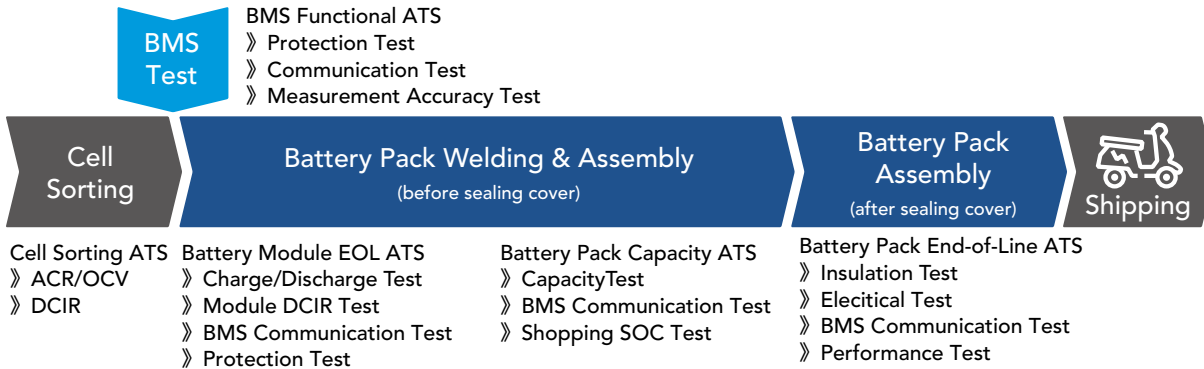 BMS
Test
BMS Functional ATS
》Protection Test
》Communication Test
》Measurement Accuracy Test
Cell
Sorting
Battery Pack Welding & Assembly
(before sealing cover)
Battery Pack
Assembly
(after sealing cover)
Shipping
Cell Sorting ATS
》ACR/OCV
》DCIR
Battery Module EOL ATS
》Charge/Discharge Test
》Module DCIR Test
》BMS Communication Test
》Protection Test
Battery Pack Capacity ATS
》CapacityTest
》BMS Communication Test
》Shopping SOC Test
Battery Pack End-of-Line ATS
》Insulation Test
》Elecitical Test
》BMS Communication Test
》Performance Test